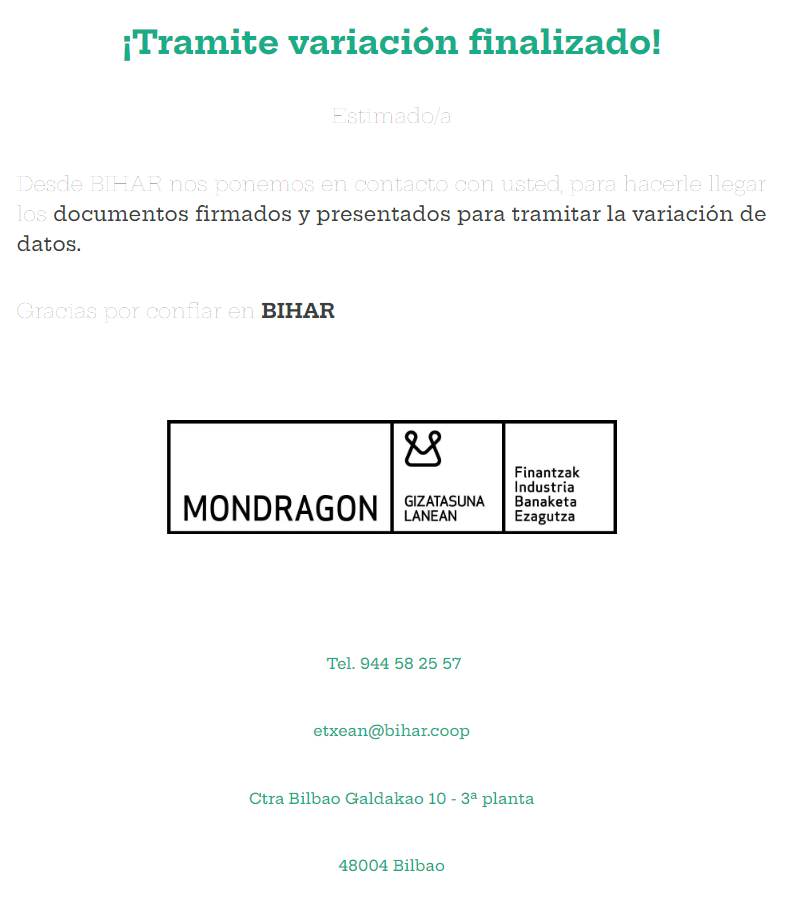 ¡Tramite variación finalizado!
Estimado/a
Desde BIHAR nos ponemos en contacto con usted, para hacerle llegar
los documentos firmados y presentados para tramitar la variación de
datos.
Gracias por confiar en BIHAR
MONDRAGON
GIZATASUNA
LANEAN
Finantzak
Industria
Banaketa
Ezagutza
Tel. 944 58 25 57
etxean@bihar.coop
Ctra Bilbao Galdakao 10 - 3ª planta
48004 Bilbao